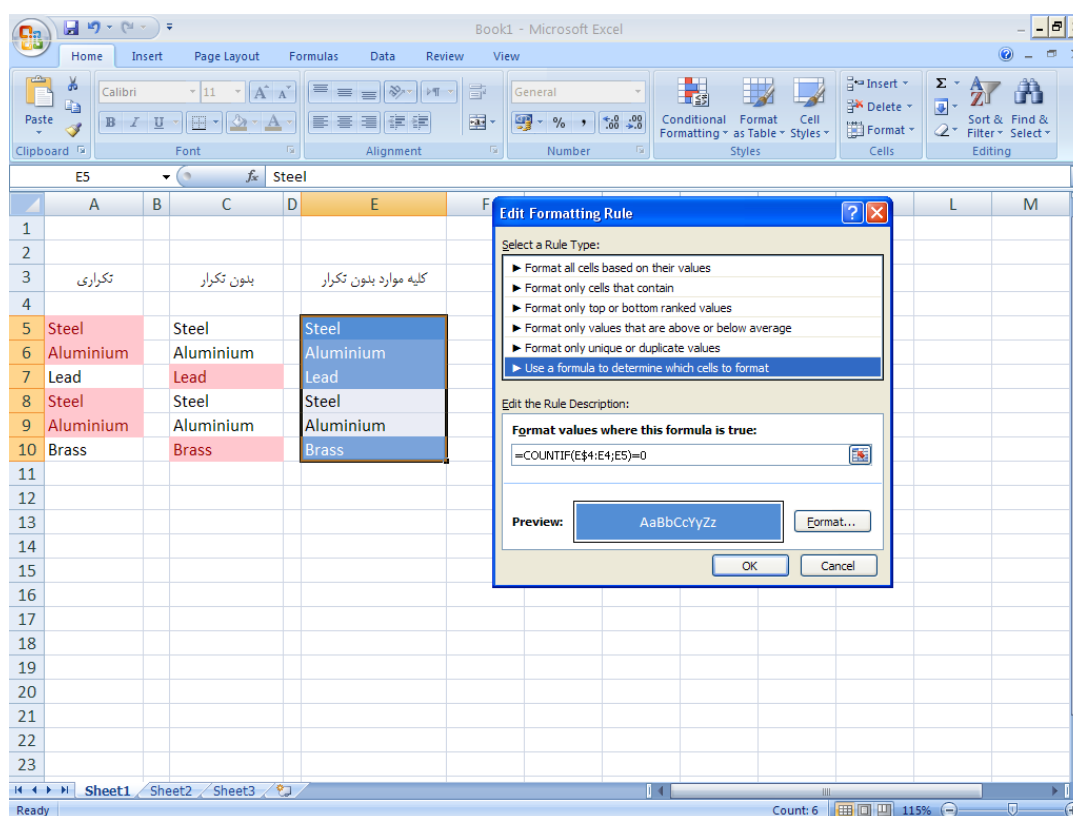 Book1 - Microsoft Excel
Home Insert Page Layout Formulas Data Review View
Calibri 11 A A General Insert
Paste B I U A % , .0 .00 .00 .0 Conditional Formatting Format as Table Cell Styles Delete Format Σ Sort & Filter Find & Select
Clipboard Font Alignment Number Styles Cells Editing
E5 fx Steel
A B C D E F L M
1
2
3 تکراری بدون تکرار کلیه موارد بدون تکرار
4
5 Steel Steel Steel
6 Aluminium Aluminium Aluminium
7 Lead Lead Lead
8 Steel Steel Steel
9 Aluminium Aluminium Aluminium
10 Brass Brass Brass
11
12
13
14
15
16
17
18
19
20
21
22
23
Edit Formatting Rule
Select a Rule Type:
► Format all cells based on their values
► Format only cells that contain
► Format only top or bottom ranked values
► Format only values that are above or below average
► Format only unique or duplicate values
► Use a formula to determine which cells to format
Edit the Rule Description:
Format values where this formula is true:
=COUNTIF(E$4:E4;E5)=0
Preview: AaBbCcYyZz Format...
OK Cancel
Sheet1 Sheet2 Sheet3
Ready Count: 6 115%